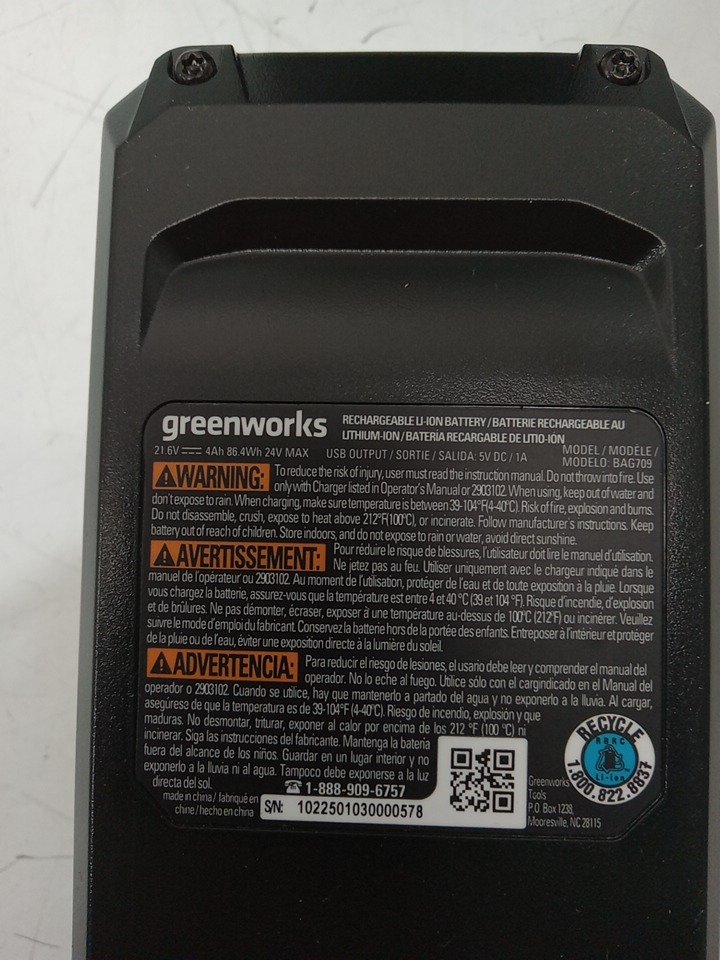 greenworks
RECHARGEABLE LI-ION BATTERY / BATTERIE RECHARGEABLE AU
LITHIUM-ION / BATERÍA RECARGABLE DE LITIO-ION
21.6V ⎓ 4Ah 86.4Wh 24V MAX USB OUTPUT / SORTIE / SALIDA: 5V DC / 1A
MODEL / MODÈLE /
MODELO: BAG709
⚠WARNING: To reduce the risk of injury, user must read the instruction manual. Do not throw into fire. Use
only with Charger listed in Operator's Manual or 2903102. When using, keep out of water and
don't expose to rain. When charging, make sure temperature is between 39-104°F(4-40°C). Risk of fire, explosion and burns.
Do not disassemble, crush, expose to heat above 212°F(100°C), or incinerate. Follow manufacturer's instructions. Keep
battery out of reach of children. Store indoors, and do not expose to rain or water, avoid direct sunshine.
⚠AVERTISSEMENT: Pour réduire le risque de blessures, l'utilisateur doit lire le manuel d'utilisation.
Ne jetez pas au feu. Utiliser uniquement avec le chargeur indiqué dans le
manuel de l'opérateur ou 2903102. Au moment de l'utilisation, protéger de l'eau et de toute exposition à la pluie. Lorsque
vous chargez la batterie, assurez-vous que la température est entre 4 et 40 °C (39 et 104 °F). Risque d'incendie, d'explosion
et de brûlures. Ne pas démonter, écraser, exposer à une température au-dessus de 100°C (212°F) ou incinérer. Veuillez
suivre le mode d'emploi du fabricant. Conservez la batterie hors de la portée des enfants. Entreposer à l'intérieur et protéger
de la pluie ou de l'eau, éviter une exposition directe à la lumière du soleil.
⚠ADVERTENCIA: Para reducir el riesgo de lesiones, el usario debe leer y comprender el manual del
operador. No lo eche al fuego. Utilice sólo con el cargindicado en el Manual del
operador o 2903102. Cuando se utilice, hay que mantenerlo a partado del agua y no exponerlo a la lluvia. Al cargar,
aseguresz de que la temperatura es de 39-104°F (4-40°C). Riesgo de incendio, explosión y que
maduras. No desmontar, triturar, exponer al calor por encima de los 212 °F (100 °C) ni
incinerar. Siga las instrucciones del fabricante. Mantenga la bateria
fuera del alcance de los niños. Guardar en un lugar interior y no
exponerlo a la lluvia ni al agua. Tampoco debe exponerse a la luz
directa del sol.
☎1-888-909-6757
made in china / fabriqué en
chine / hecho en china
S/N: 1022501030000578
Greenworks
Tools
P.O. Box 1238,
Mooresville, NC 28115
RECYCLE
RBRC
Li-Ion
1.800.822.8837